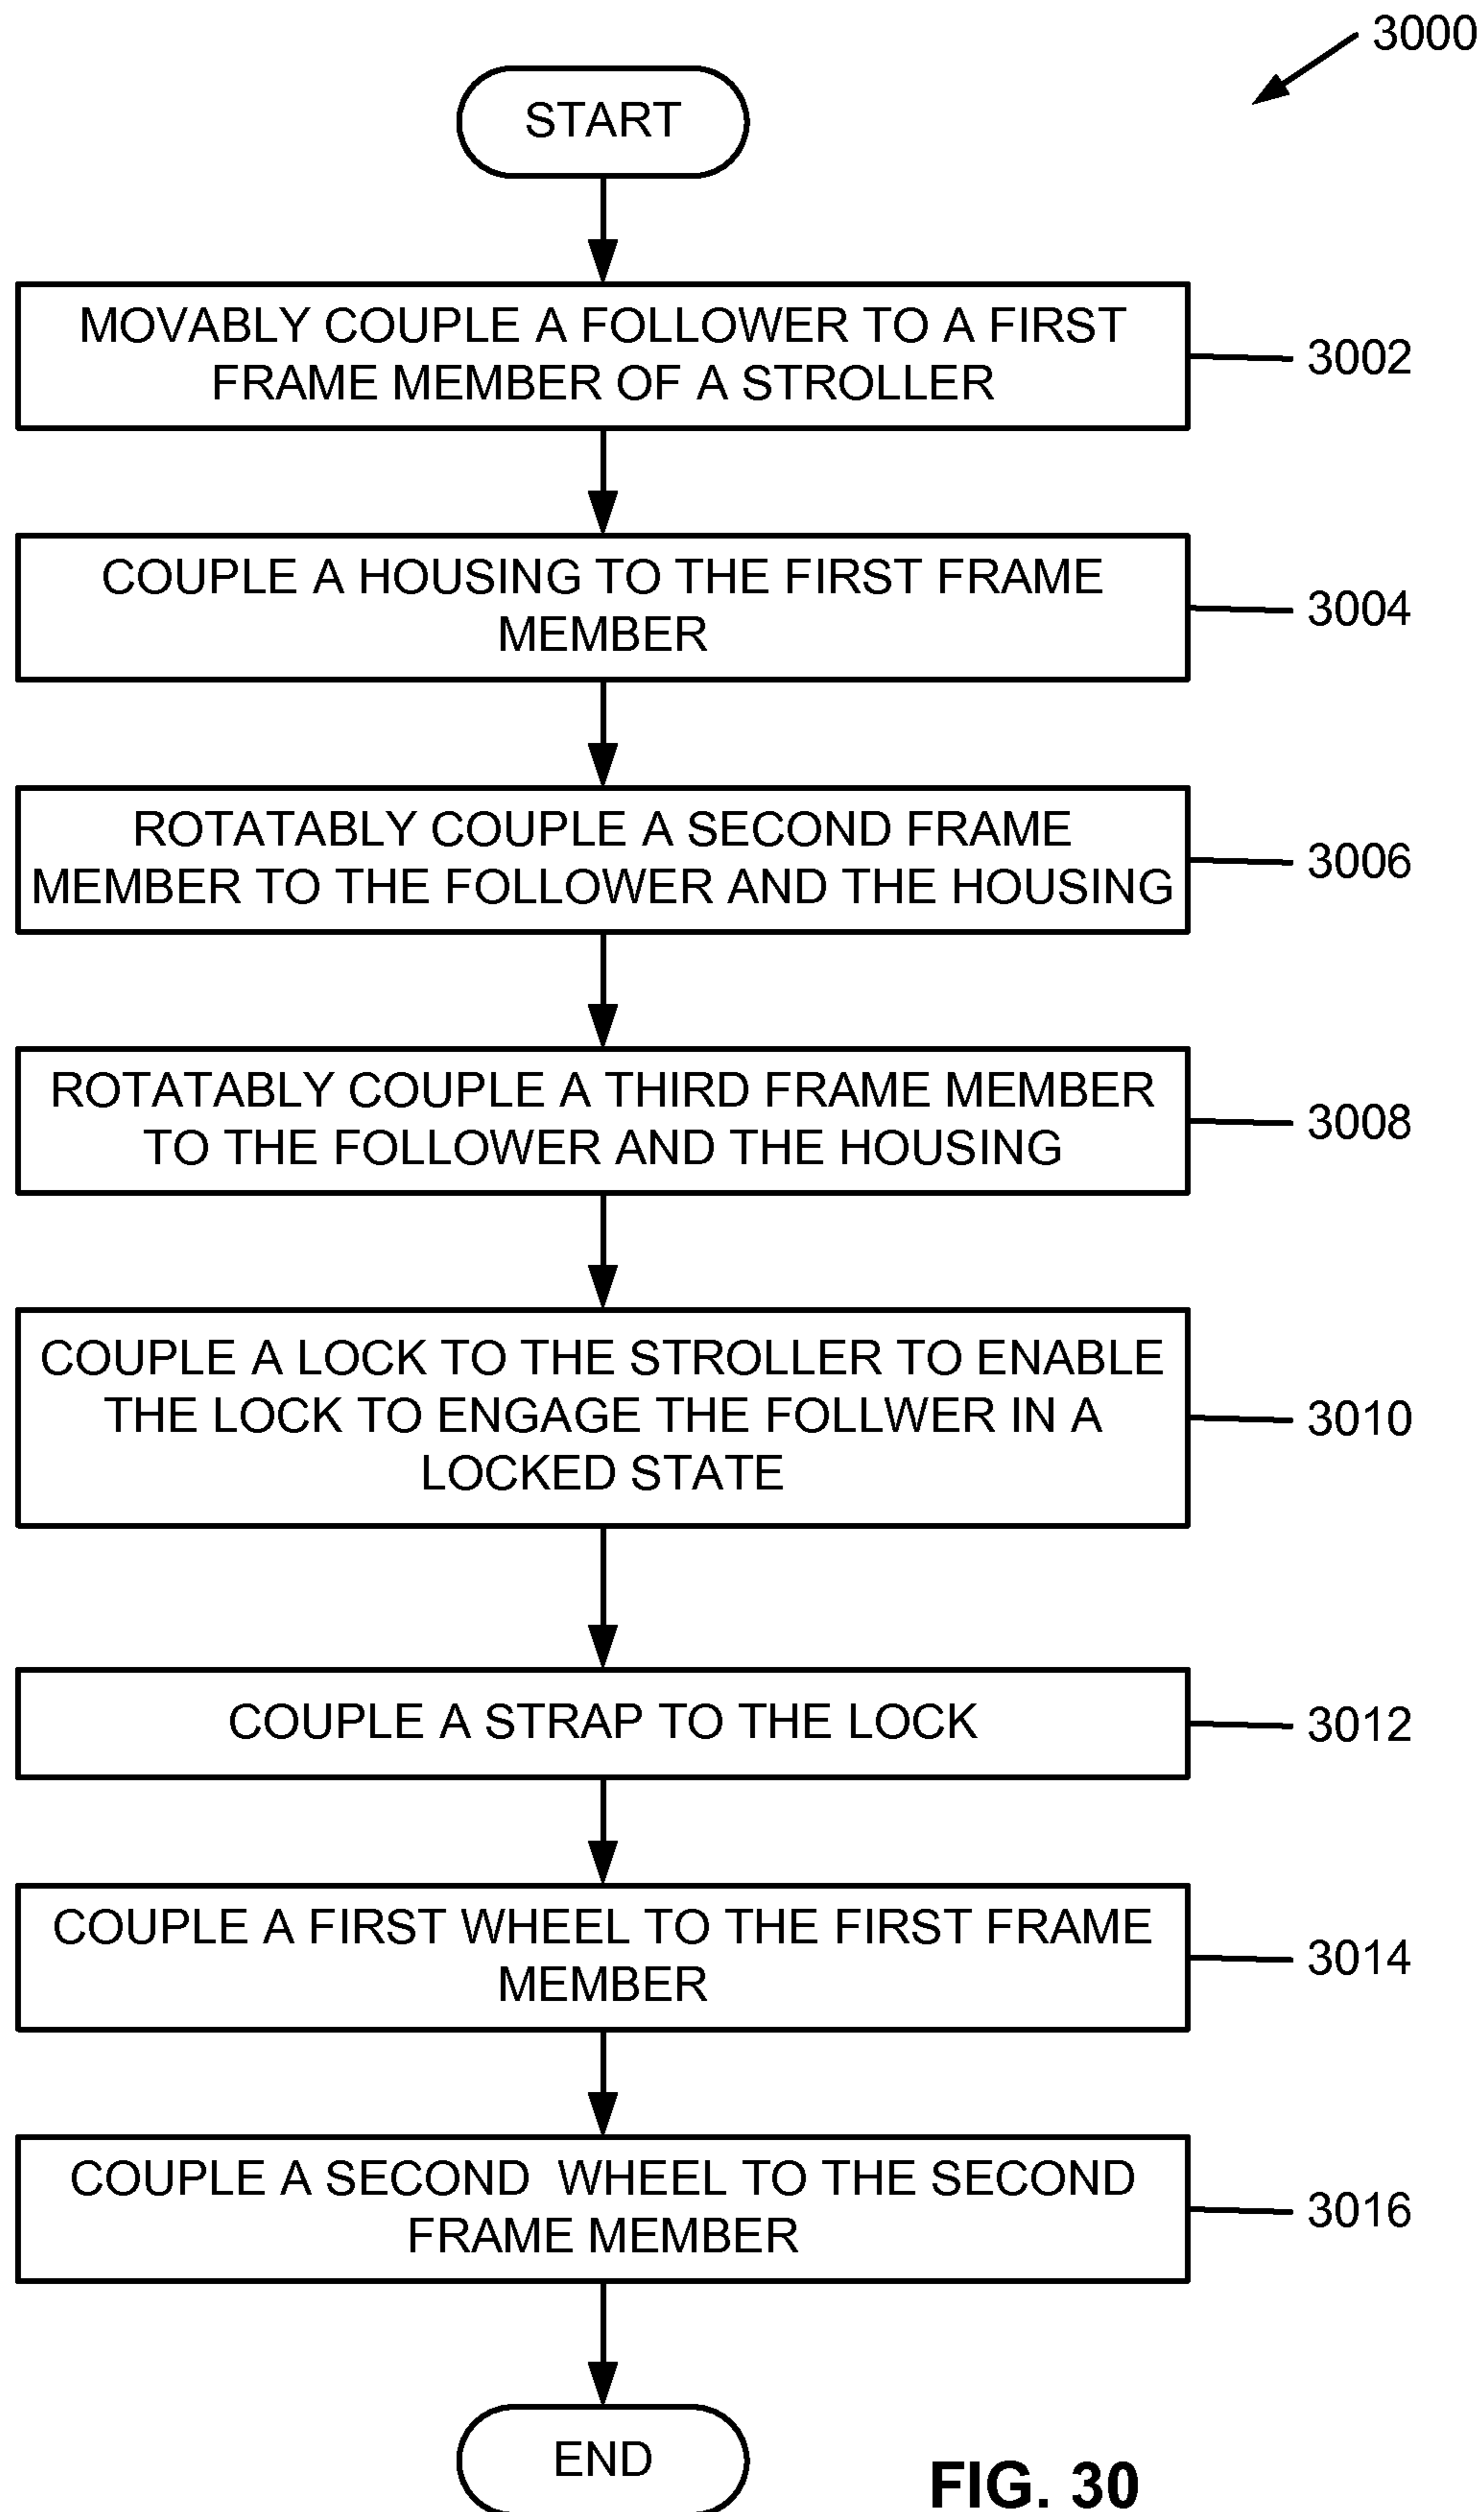 3000
START
MOVABLY COUPLE A FOLLOWER TO A FIRST
FRAME MEMBER OF A STROLLER
3002
COUPLE A HOUSING TO THE FIRST FRAME
MEMBER
3004
ROTATABLY COUPLE A SECOND FRAME
MEMBER TO THE FOLLOWER AND THE HOUSING
3006
ROTATABLY COUPLE A THIRD FRAME MEMBER
TO THE FOLLOWER AND THE HOUSING
3008
COUPLE A LOCK TO THE STROLLER TO ENABLE
THE LOCK TO ENGAGE THE FOLLWER IN A
LOCKED STATE
3010
COUPLE A STRAP TO THE LOCK
3012
COUPLE A FIRST WHEEL TO THE FIRST FRAME
MEMBER
3014
COUPLE A SECOND WHEEL TO THE SECOND
FRAME MEMBER
3016
END
FIG. 30